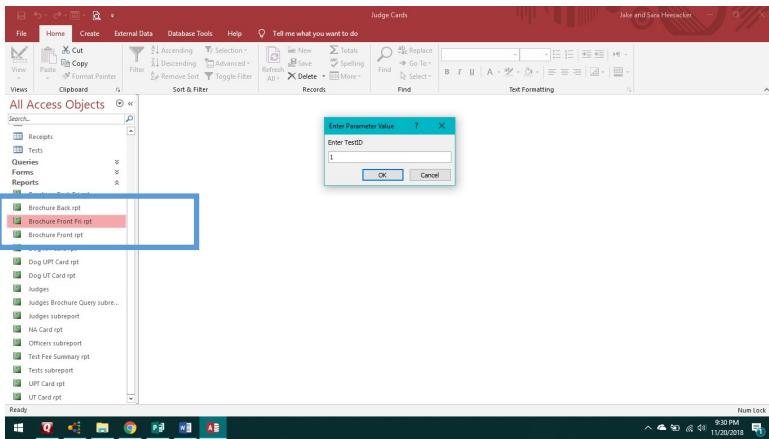 Judge Cards
Jake and Sara Heesacker
File Home Create External Data Database Tools Help Tell me what you want to do
View
Views
Paste
Cut
Copy
Format Painter
Clipboard
Filter
Ascending
Descending
Remove Sort
Selection
Advanced
Toggle Filter
Sort & Filter
Refresh
All
New
Save
Delete
Totals
Spelling
More
Records
Find
Replace
Go To
Select
Find
B I U A
Text Formatting
All Access Objects
Search...
Receipts
Tests
Queries
Forms
Reports
Brochure Back rpt
Brochure Front Fri rpt
Brochure Front rpt
Dog UPT Card rpt
Dog UT Card rpt
Judges
Judges Brochure Query subre...
Judges subreport
NA Card rpt
Officers subreport
Test Fee Summary rpt
Tests subreport
UPT Card rpt
UT Card rpt
Enter Parameter Value ?
Enter TestID
1
OK Cancel
Ready
Num Lock
9:30 PM
11/20/2018